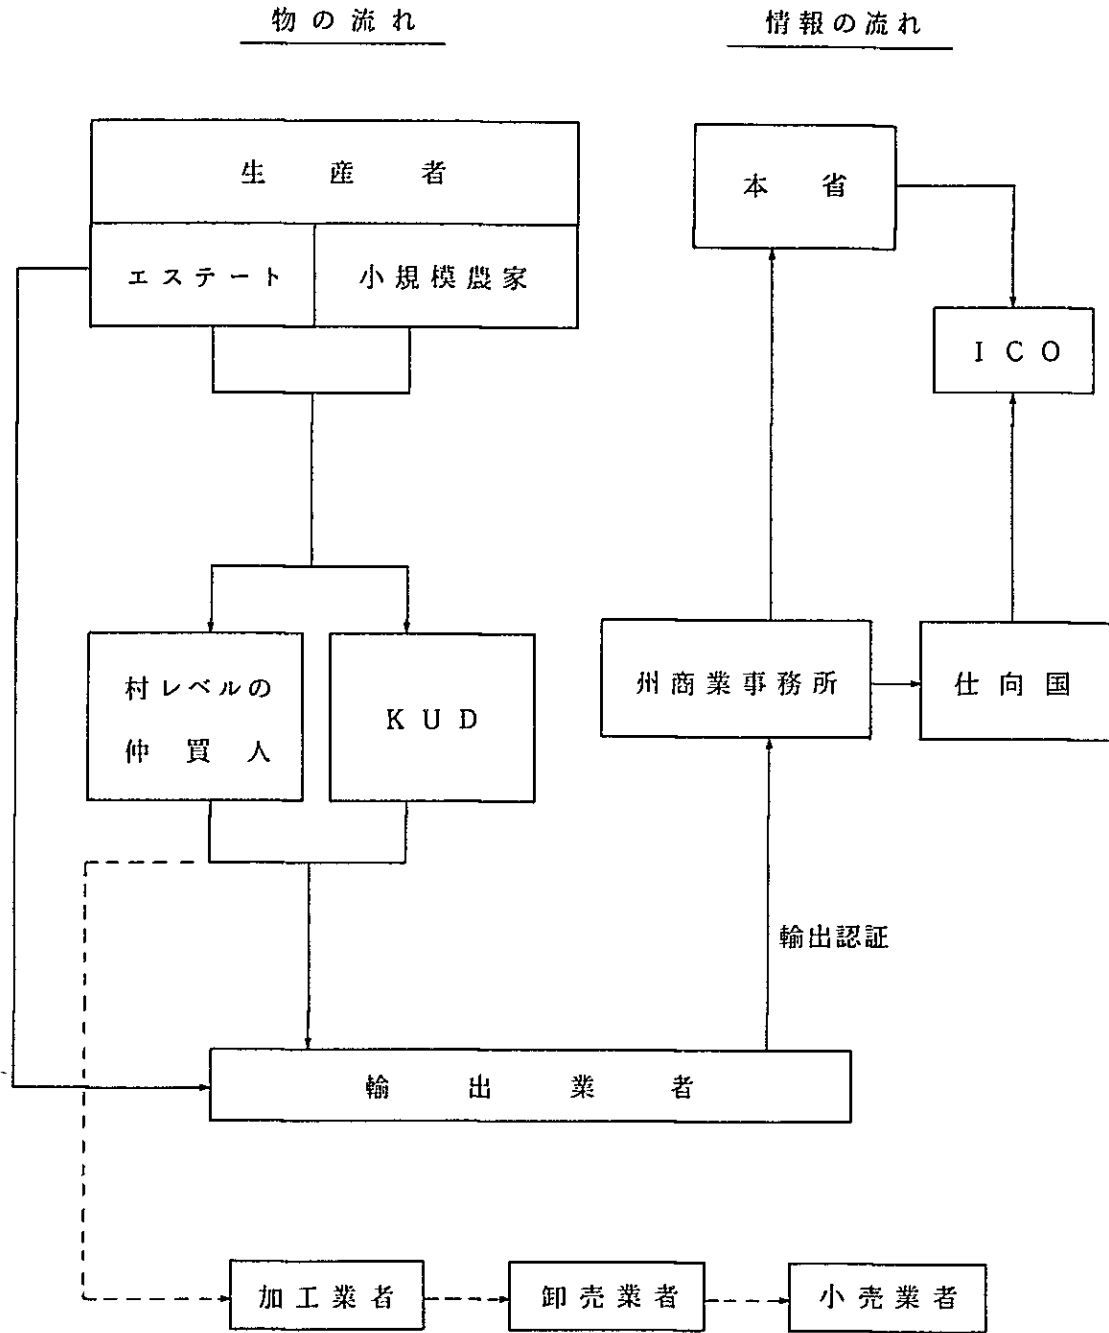 物の流れ
情報の流れ
生産者
エステート
小規模農家
本省
ICO
村レベルの
仲買人
KUD
州商業事務所
仕向国
輸出認証
輸出業者
加工業者
卸売業者
小売業者